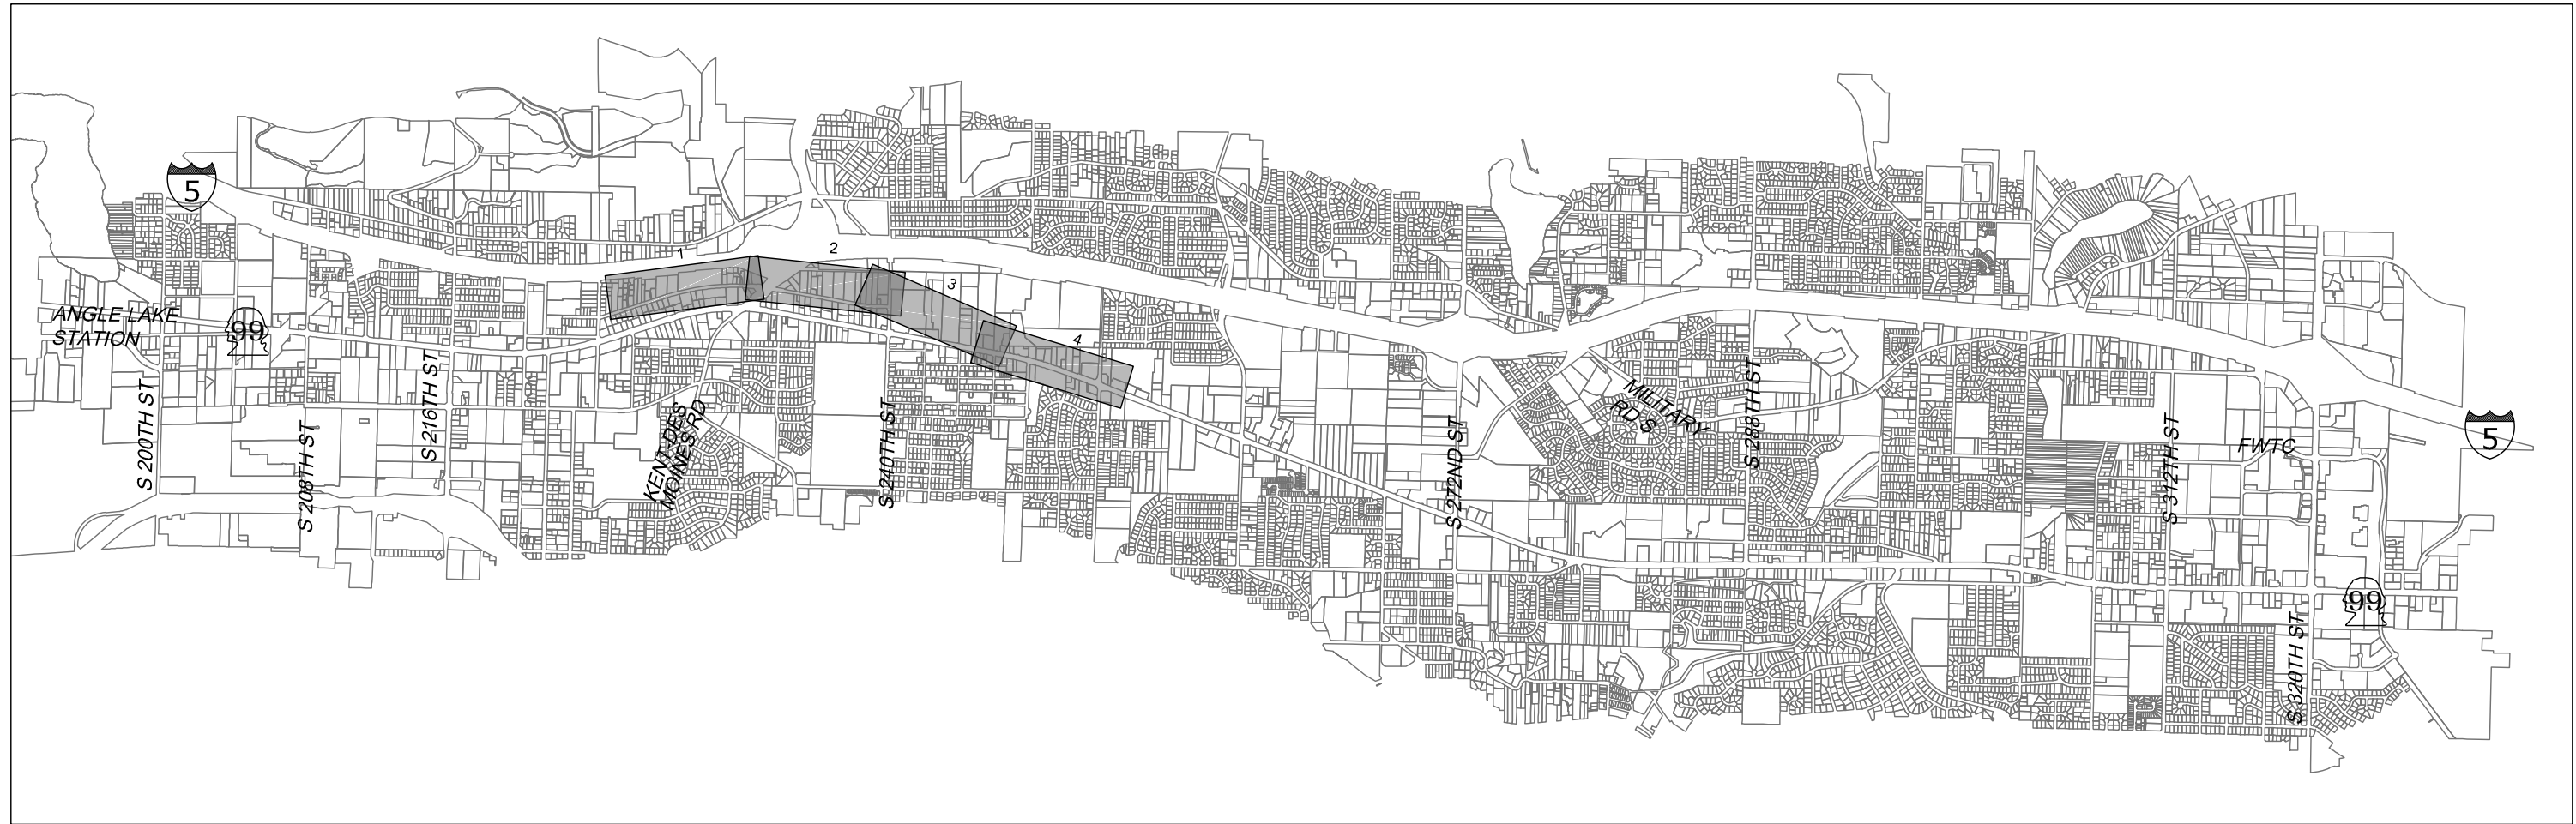 5
1
2
3
4
ANGLE LAKE
STATION
99
S 200TH ST
S 208TH ST
S 216TH ST
KENT-DES
MOINES RD
S 240TH ST
S 272ND ST
MILITARY
RD S
S 288TH ST
S 312TH ST
FWTC
5
99
S 320TH ST